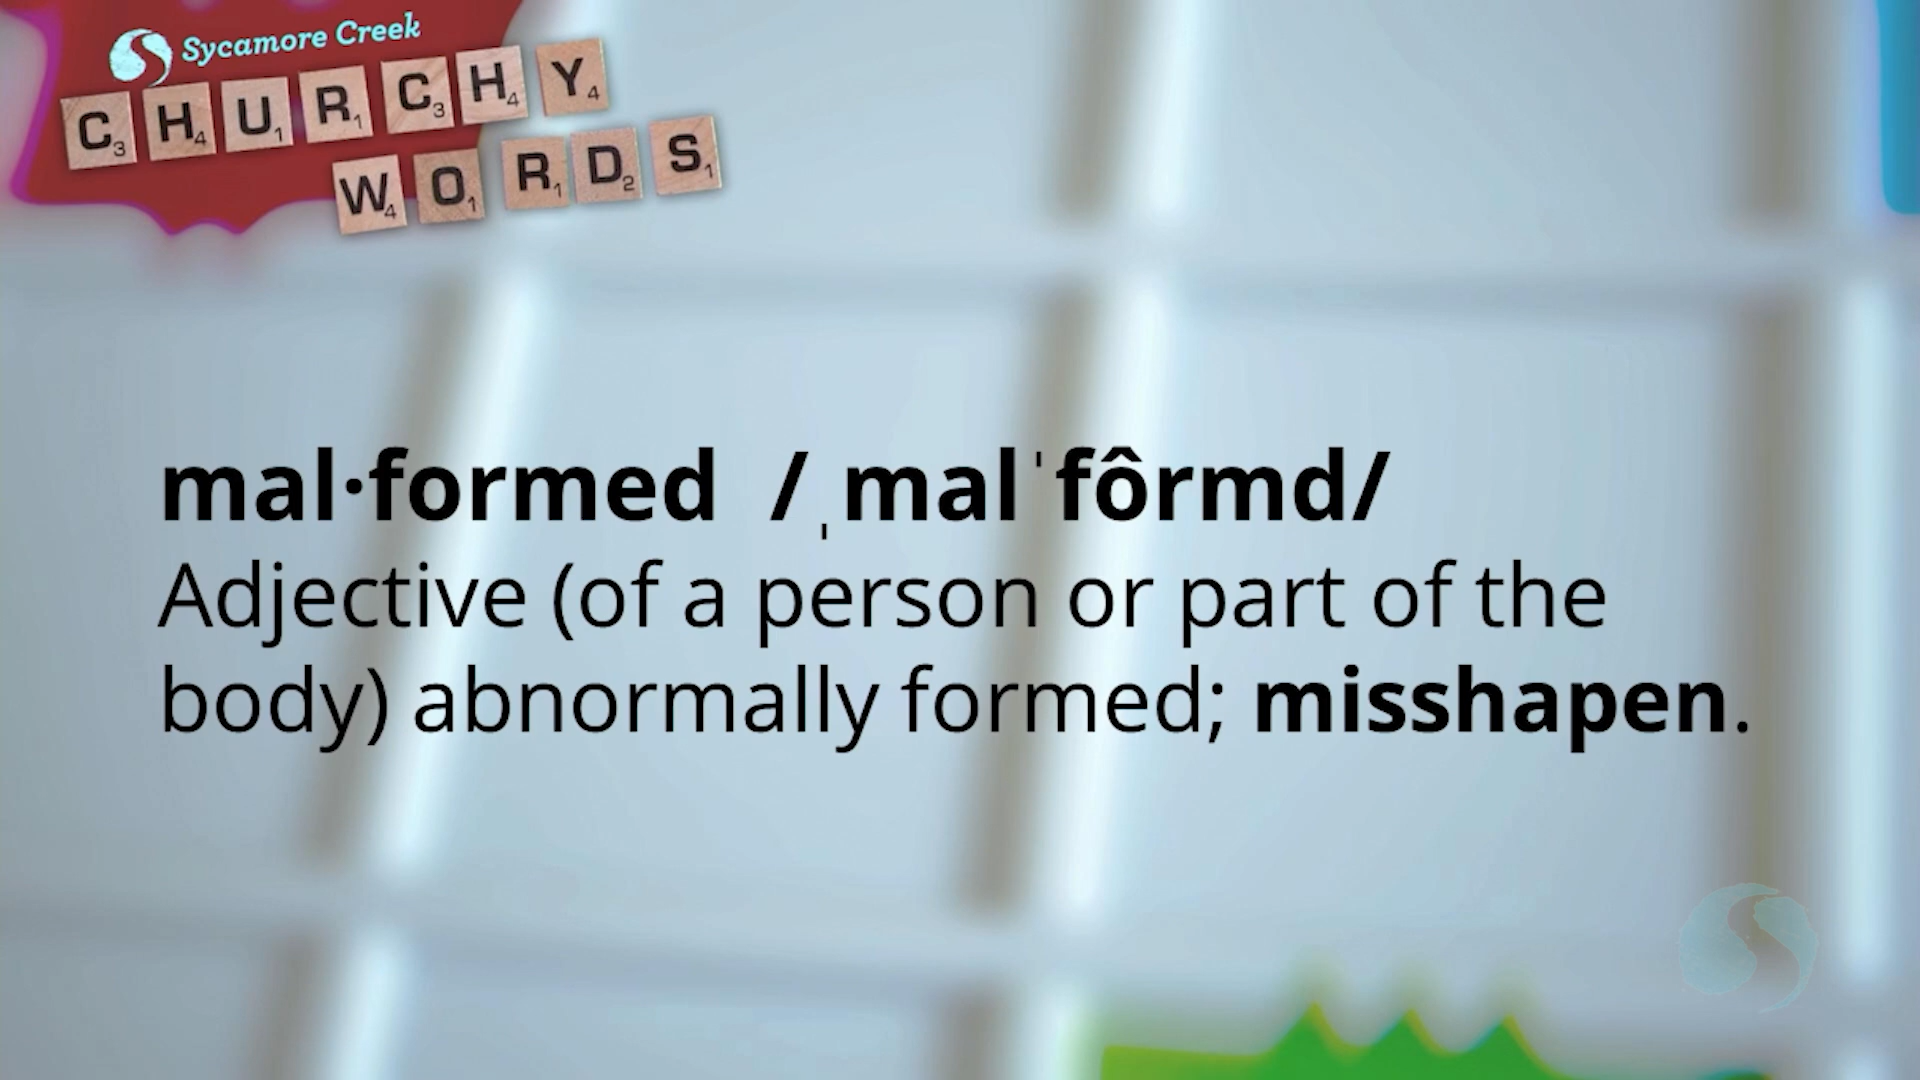 Sycamore Creek
CHURCHY
WORDS
mal·formed /ˌmalˈfôrmd/
Adjective (of a person or part of the
body) abnormally formed; misshapen.